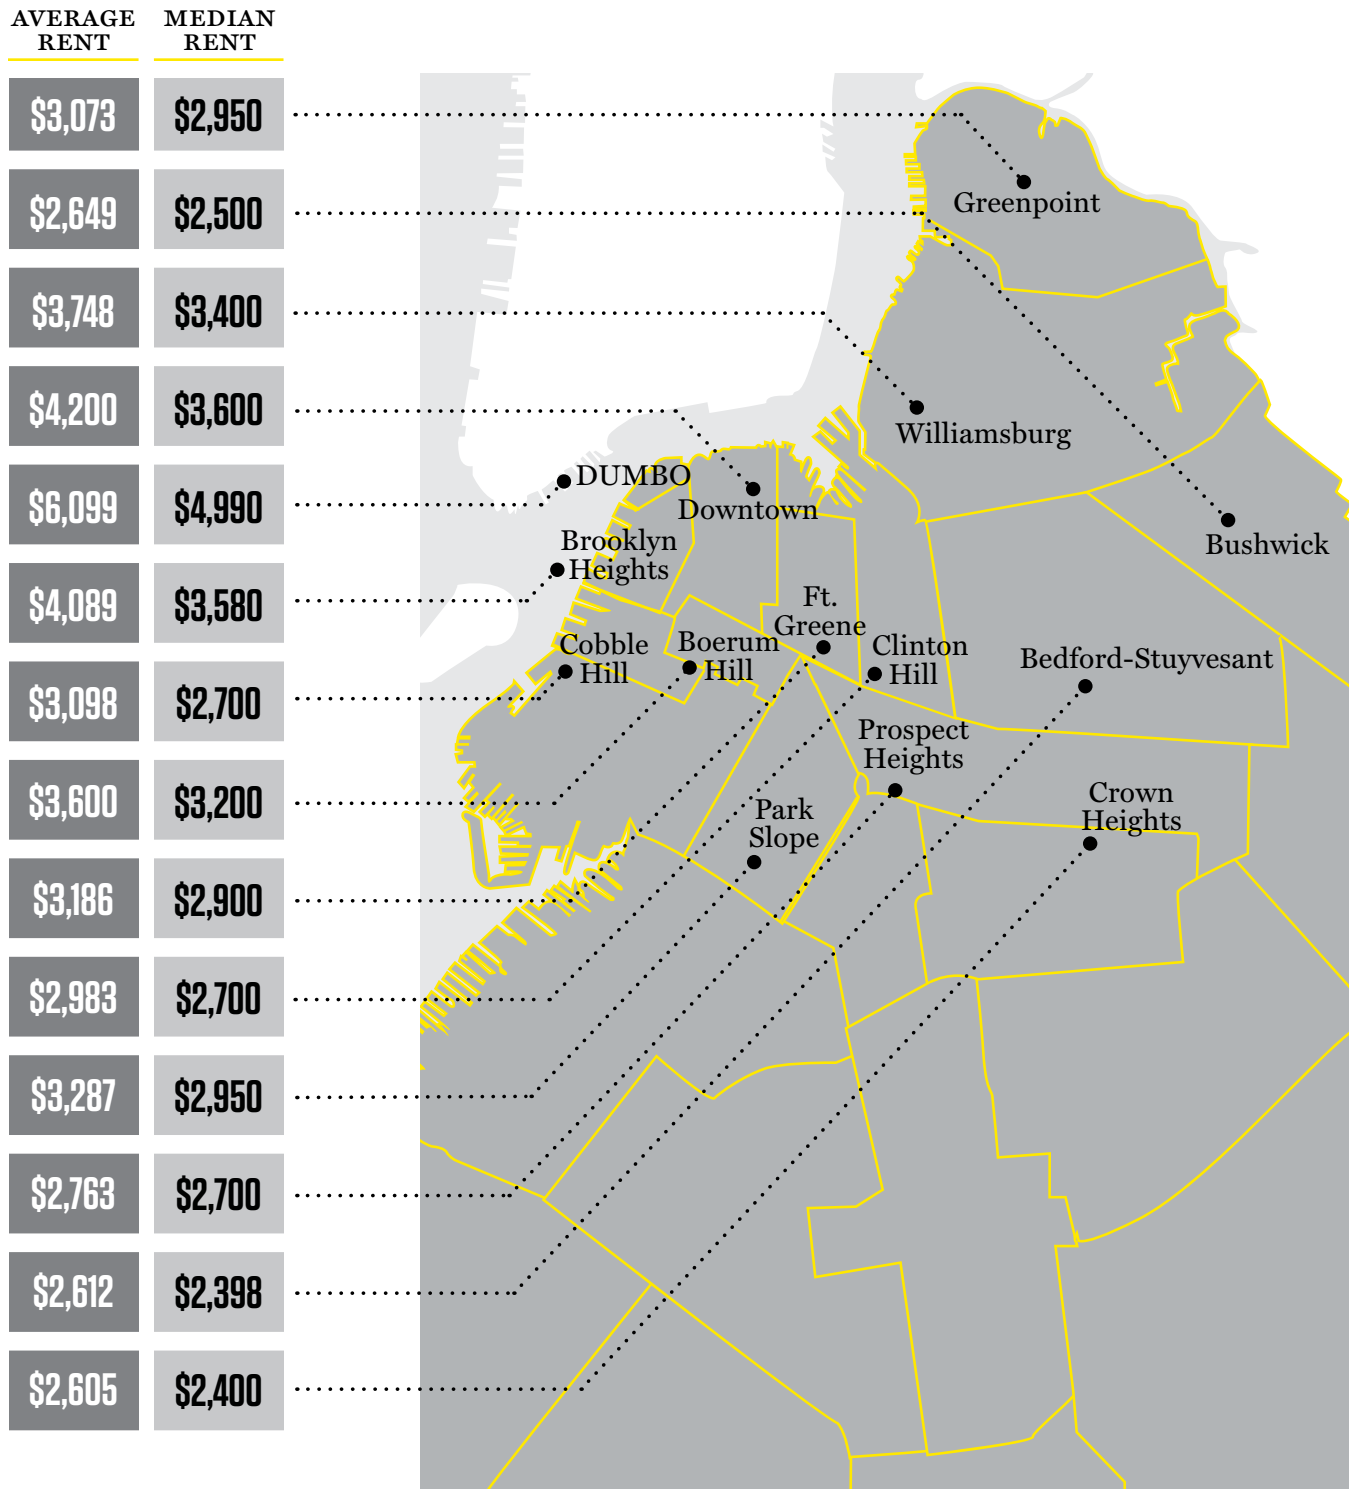 AVERAGE
RENT
MEDIAN
RENT
$3,073
$2,950
$2,649
$2,500
$3,748
$3,400
$4,200
$3,600
$6,099
$4,990
$4,089
$3,580
$3,098
$2,700
$3,600
$3,200
$3,186
$2,900
$2,983
$2,700
$3,287
$2,950
$2,763
$2,700
$2,612
$2,398
$2,605
$2,400
Greenpoint
Williamsburg
DUMBO
Downtown
Bushwick
Brooklyn
Heights
Ft.
Greene
Cobble
Hill
Boerum
Hill
Clinton
Hill
Bedford-Stuyvesant
Prospect
Heights
Park
Slope
Crown
Heights